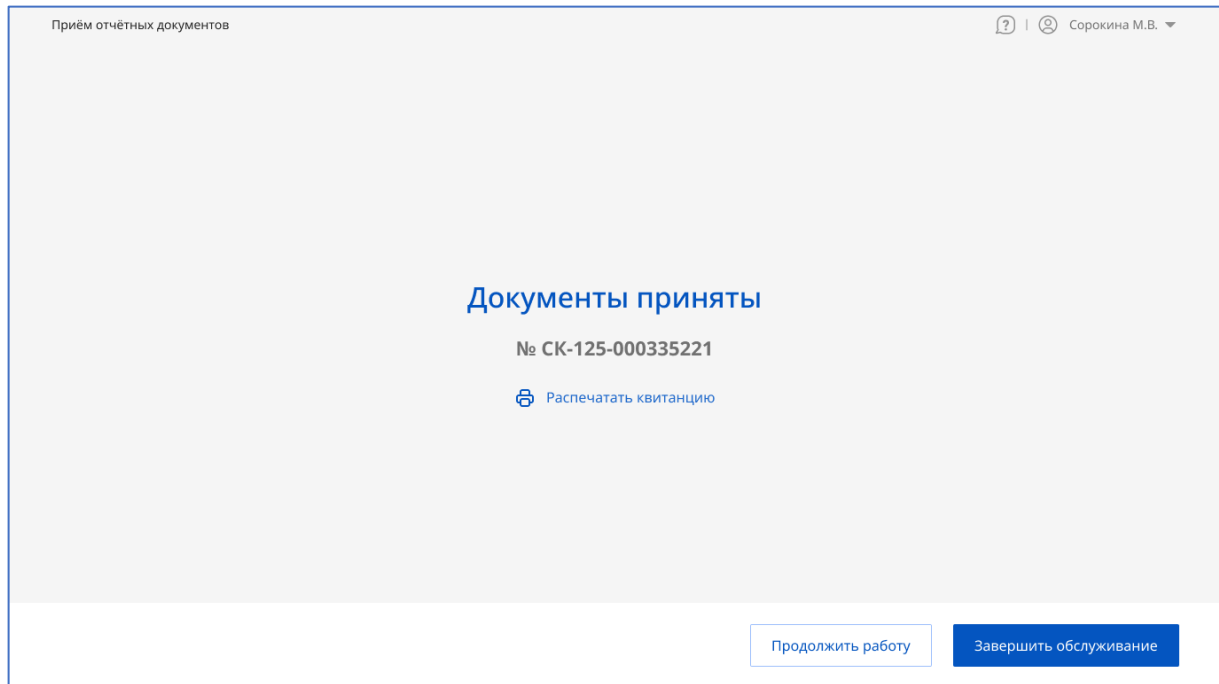 Приём отчётных документов
Сорокина М.В.
Документы приняты
№ СК-125-000335221
Распечатать квитанцию
Продолжить работу
Завершить обслуживание